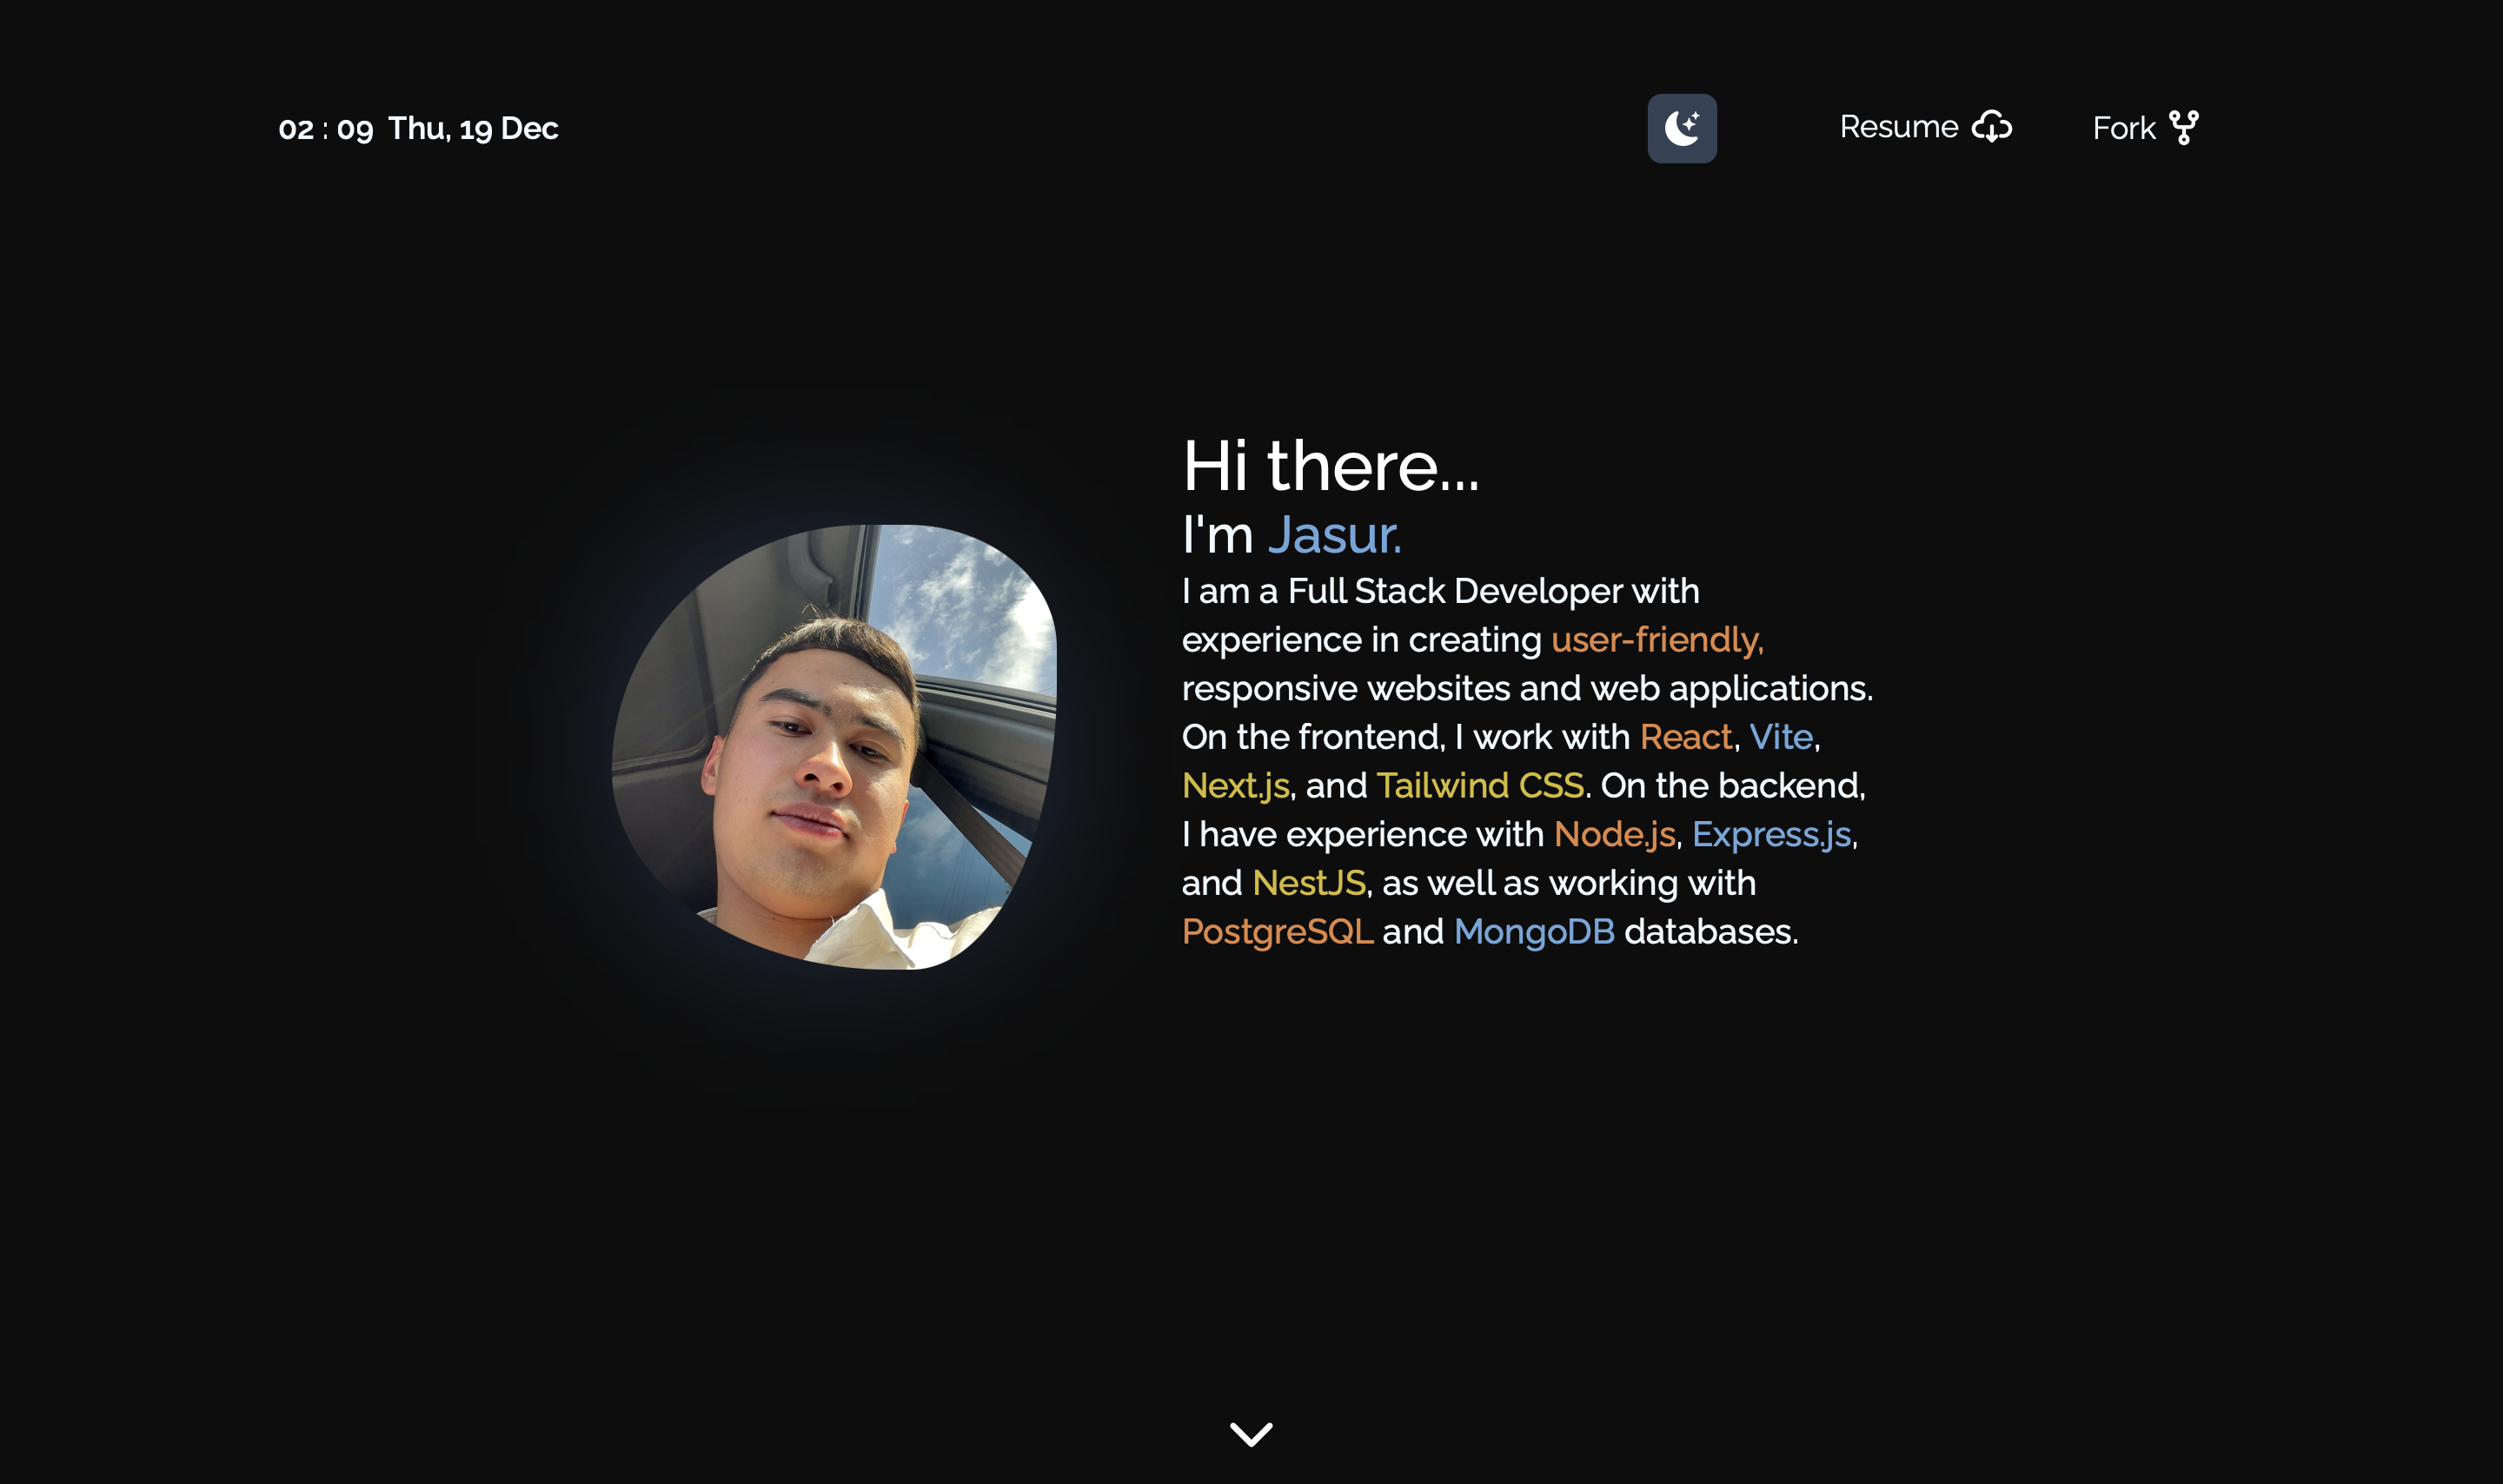 02 : 09 Thu, 19 Dec
Resume
Fork
Hi there...
I'm Jasur.
I am a Full Stack Developer with
experience in creating user-friendly,
responsive websites and web applications.
On the frontend, I work with React, Vite,
Next.js, and Tailwind CSS. On the backend,
I have experience with Node.js, Express.js,
and NestJS, as well as working with
PostgreSQL and MongoDB databases.